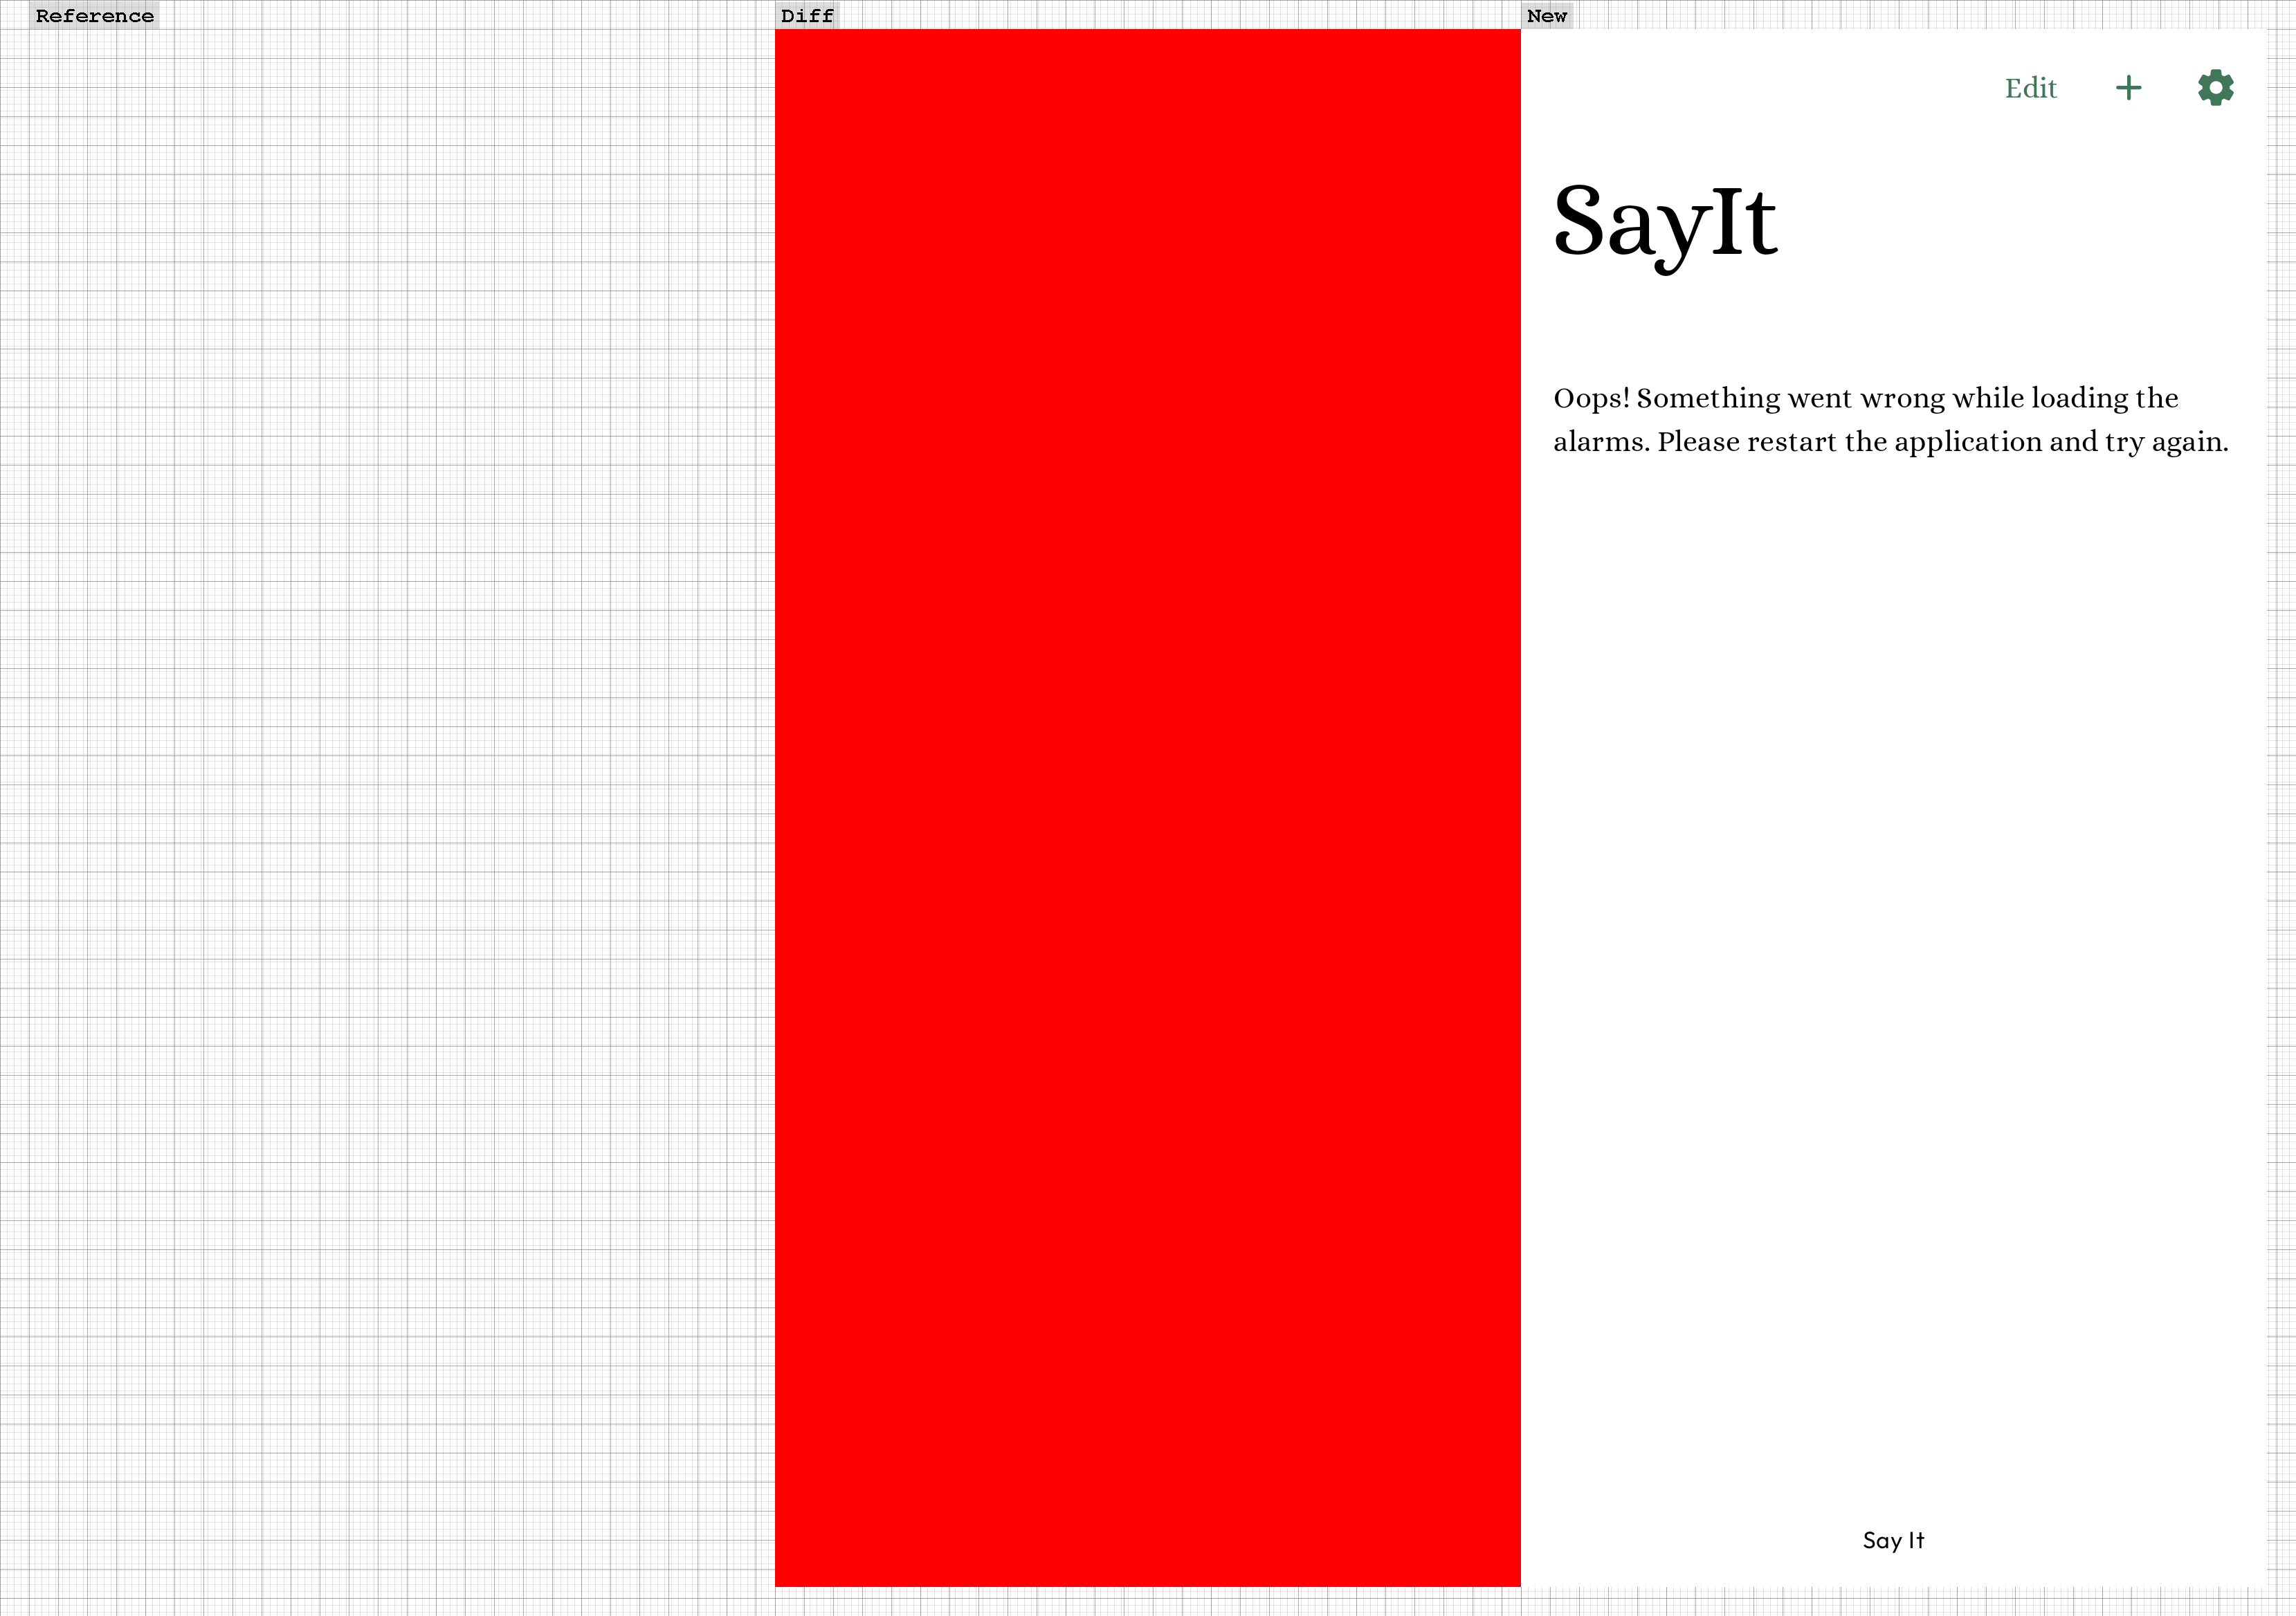 Reference
Diff
New
Edit
SayIt
Oops! Something went wrong while loading the
alarms. Please restart the application and try again.
Say It